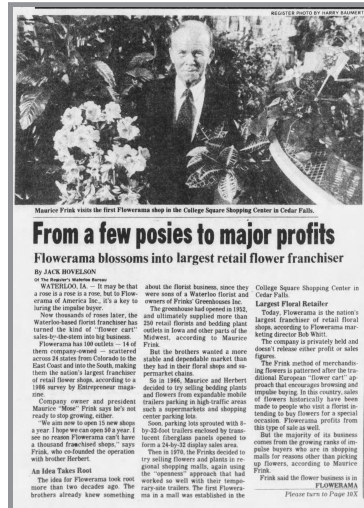 REGISTER PHOTO BY HARRY BAUMERT
Maurice Frink visits the first Flowerama shop in the College Square Shopping Center in Cedar Falls.
From a few posies to major profits
Flowerama blossoms into largest retail flower franchiser
By JACK HOVELSON
Of The Register's Waterloo Bureau
WATERLOO, IA. — It may be that
a rose is a rose is a rose, but to Flow-
erama of America Inc., it's a key to
luring the impulse buyer.
Now thousands of roses later, the
Waterloo-based florist franchiser has
turned the kind of "flower cart"
sales-by-the-stem into big business.
Flowerama has 100 outlets — 14 of
them company-owned — scattered
across 24 states from Colorado to the
East Coast and into the South, making
them the nation's largest franchiser
of retail flower shops, according to a
1986 survey by Entrepreneur maga-
zine.
Company owner and president
Maurice "Mose" Frink says he's not
ready to stop growing, either.
"We aim now to open 15 new shops
a year. I hope we can open 20 a year. I
see no reason Flowerama can't have
a thousand franchised shops," says
Frink, who co-founded the operation
with brother Herbert.
An Idea Takes Root
The idea for Flowerama took root
more than two decades ago. The
brothers already knew something
about the florist business, since they
were sons of a Waterloo florist and
owners of Frinks' Greenhouses Inc.
The greenhouse had opened in 1952,
and ultimately supplied more than
250 retail florists and bedding plant
outlets in Iowa and other parts of the
Midwest, according to Maurice
Frink.
But the brothers wanted a more
stable and dependable market than
they had in their floral shops and su-
permarket chains.
So in 1966, Maurice and Herbert
decided to try selling bedding plants
and flowers from expandable mobile
trailers parking in high-traffic areas
such a supermarkets and shopping
center parking lots.
Soon, parking lots sprouted with 8-
by-32-foot trailers enclosed by trans-
lucent fiberglass panels opened to
form a 24-by-32 display sales area.
Then in 1970, the Frinks decided to
try selling flowers and plants in re-
gional shopping malls, again using
the "openness" approach that had
worked so well with their tempo-
rary-site trailers. The first Flowera-
ma in a mall was established in the
College Square Shopping Center in
Cedar Falls.
Largest Floral Retailer
Today, Flowerama is the nation's
largest franchiser of retail floral
shops, according to Flowerama mar-
keting director Bob Whitt.
The company is privately held and
doesn't release either profit or sales
figures.
The Frink method of merchandis-
ing flowers is patterned after the tra-
ditional European "flower cart" ap-
proach that encourages browsing and
impulse buying. In this country, sales
of flowers historically have been
made to people who visit a florist in-
tending to buy flowers for a special
occasion. Flowerama profits from
this type of sale as well.
But the majority of its business
comes from the growing ranks of im-
pulse buyers who are in shopping
malls for reasons other than picking
up flowers, according to Maurice
Frink.
Frink said the flower business is in
FLOWERAMA
Please turn to Page 10X